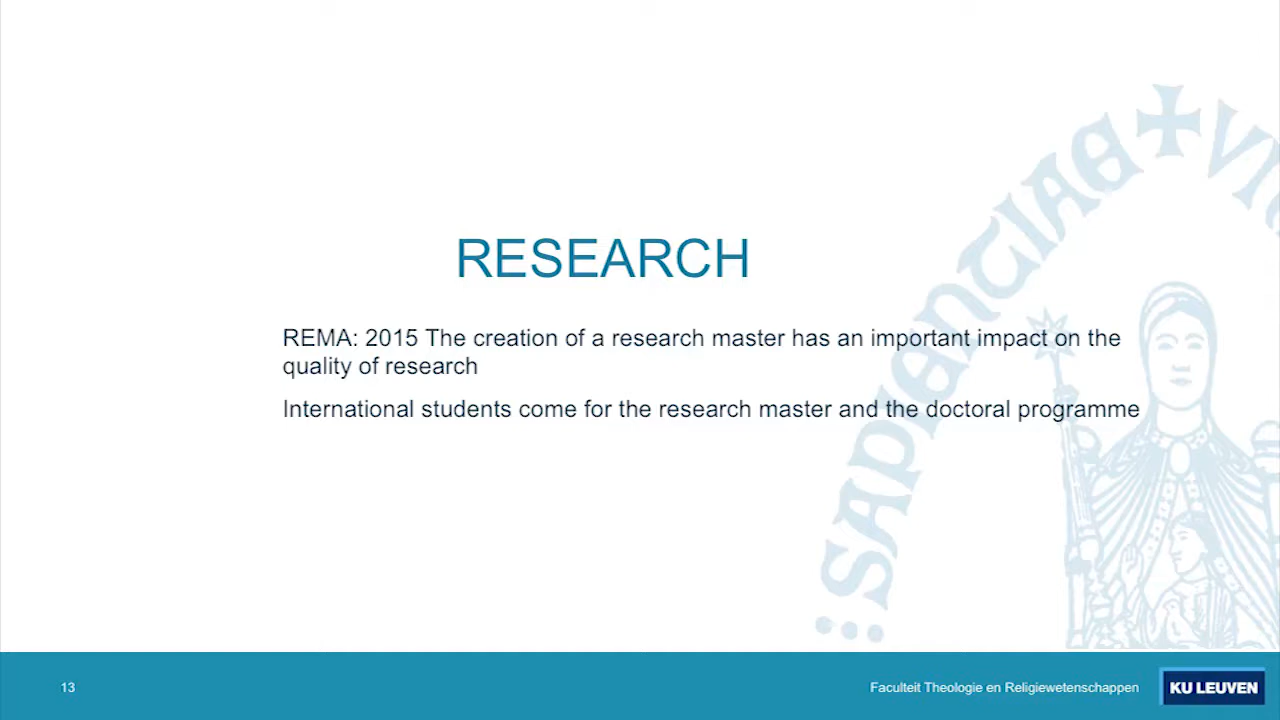 SAPIENTIAE
RESEARCH
REMA: 2015 The creation of a research master has an important impact on the
quality of research
International students come for the research master and the doctoral programme
13
Faculteit Theologie en Religiewetenschappen
KU LEUVEN